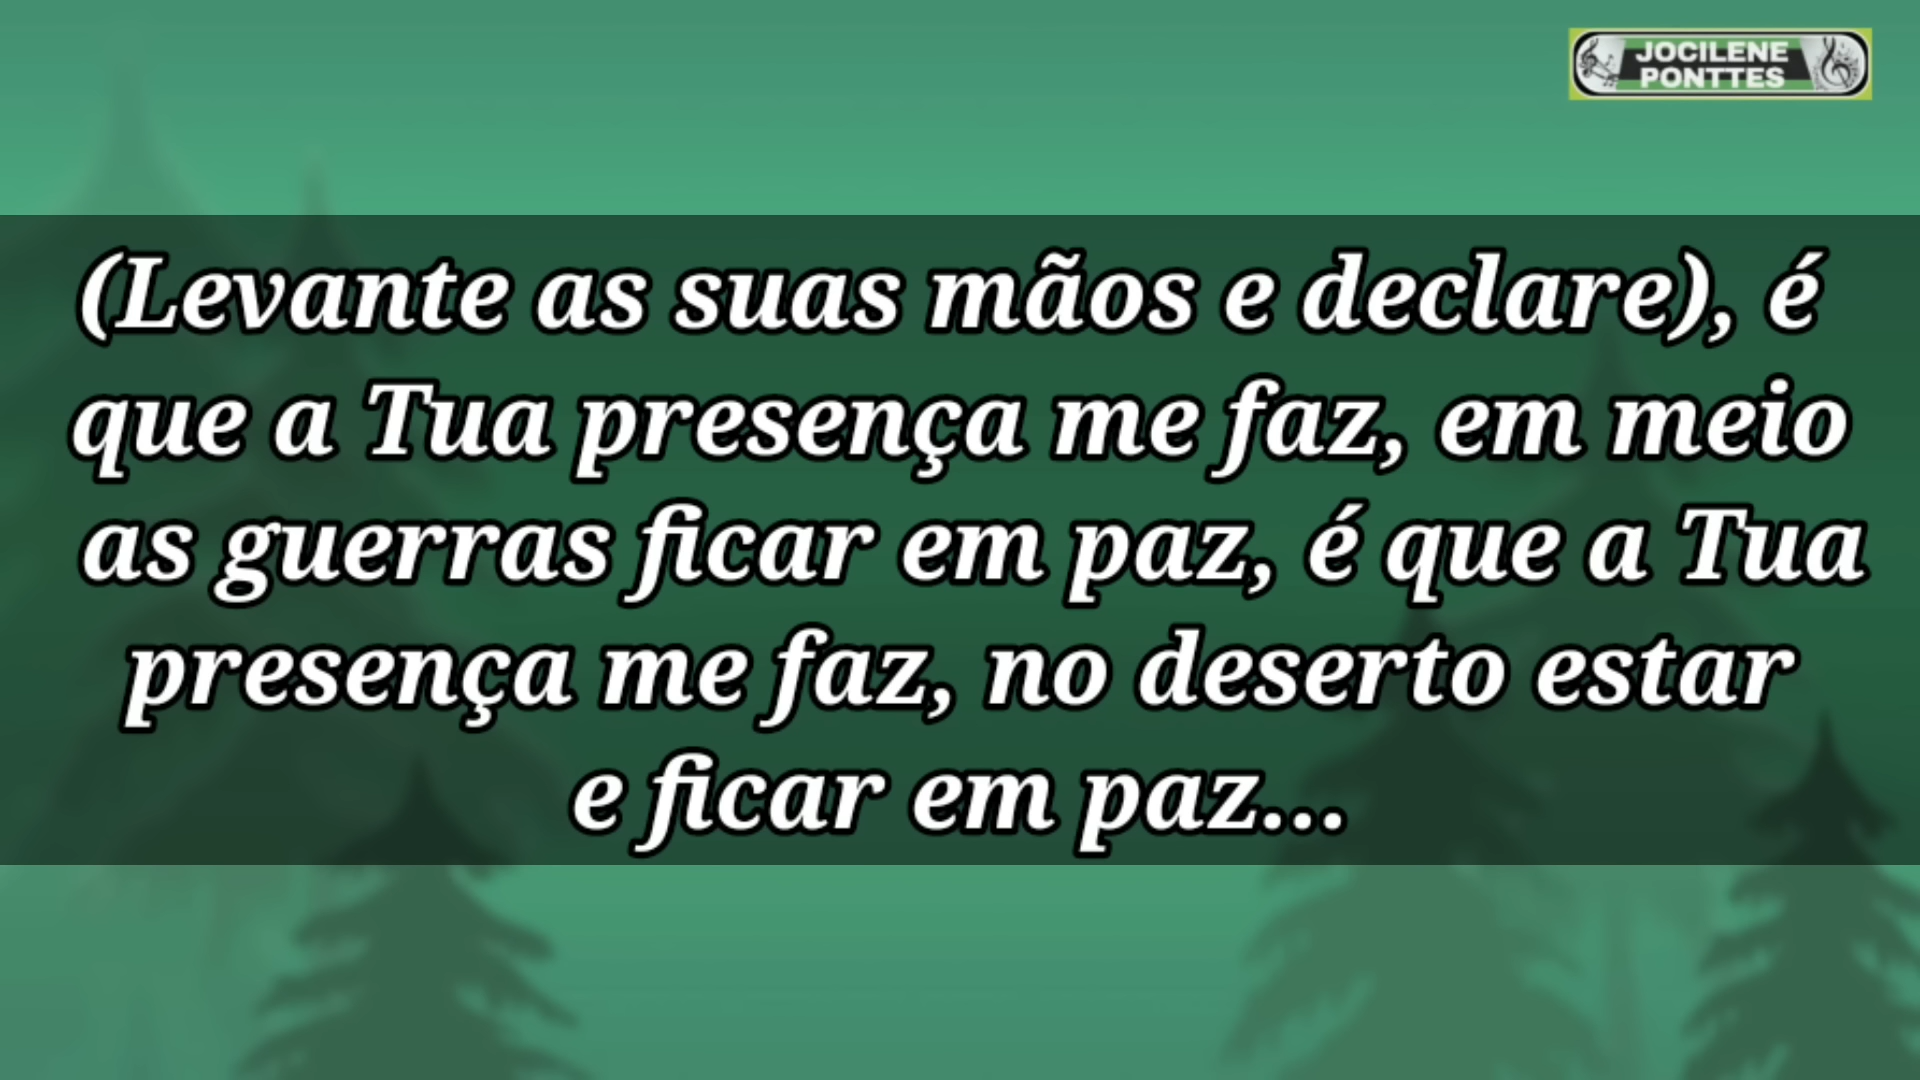 JOCILENE
PONTTES
(Levante as suas mãos e declare), é
que a Tua presença me faz, em meio
as guerras ficar em paz, é que a Tua
presença me faz, no deserto estar
e ficar em paz...